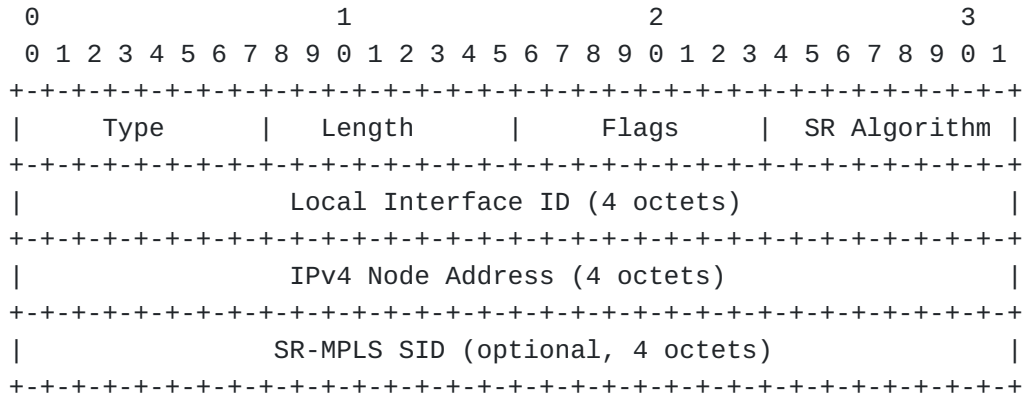 0                   1                   2                   3
 0 1 2 3 4 5 6 7 8 9 0 1 2 3 4 5 6 7 8 9 0 1 2 3 4 5 6 7 8 9 0 1
+-+-+-+-+-+-+-+-+-+-+-+-+-+-+-+-+-+-+-+-+-+-+-+-+-+-+-+-+-+-+-+-+
|     Type      |   Length      |     Flags     |  SR Algorithm |
+-+-+-+-+-+-+-+-+-+-+-+-+-+-+-+-+-+-+-+-+-+-+-+-+-+-+-+-+-+-+-+-+
|                 Local Interface ID (4 octets)                 |
+-+-+-+-+-+-+-+-+-+-+-+-+-+-+-+-+-+-+-+-+-+-+-+-+-+-+-+-+-+-+-+-+
|                 IPv4 Node Address (4 octets)                  |
+-+-+-+-+-+-+-+-+-+-+-+-+-+-+-+-+-+-+-+-+-+-+-+-+-+-+-+-+-+-+-+-+
|                SR-MPLS SID (optional, 4 octets)               |
+-+-+-+-+-+-+-+-+-+-+-+-+-+-+-+-+-+-+-+-+-+-+-+-+-+-+-+-+-+-+-+-+